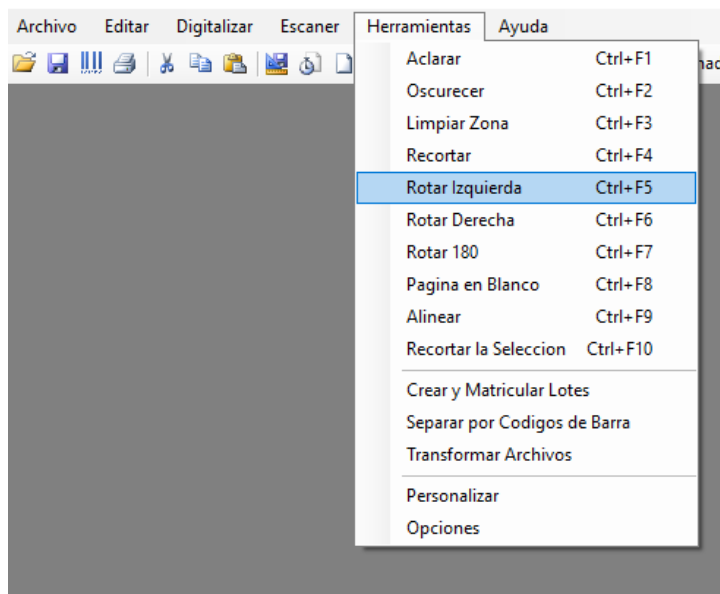 Archivo Editar Digitalizar Escaner Herramientas Ayuda
Aclarar Ctrl+F1
Oscurecer Ctrl+F2
Limpiar Zona Ctrl+F3
Recortar Ctrl+F4
Rotar Izquierda Ctrl+F5
Rotar Derecha Ctrl+F6
Rotar 180 Ctrl+F7
Pagina en Blanco Ctrl+F8
Alinear Ctrl+F9
Recortar la Seleccion Ctrl+F10
Crear y Matricular Lotes
Separar por Codigos de Barra
Transformar Archivos
Personalizar
Opciones